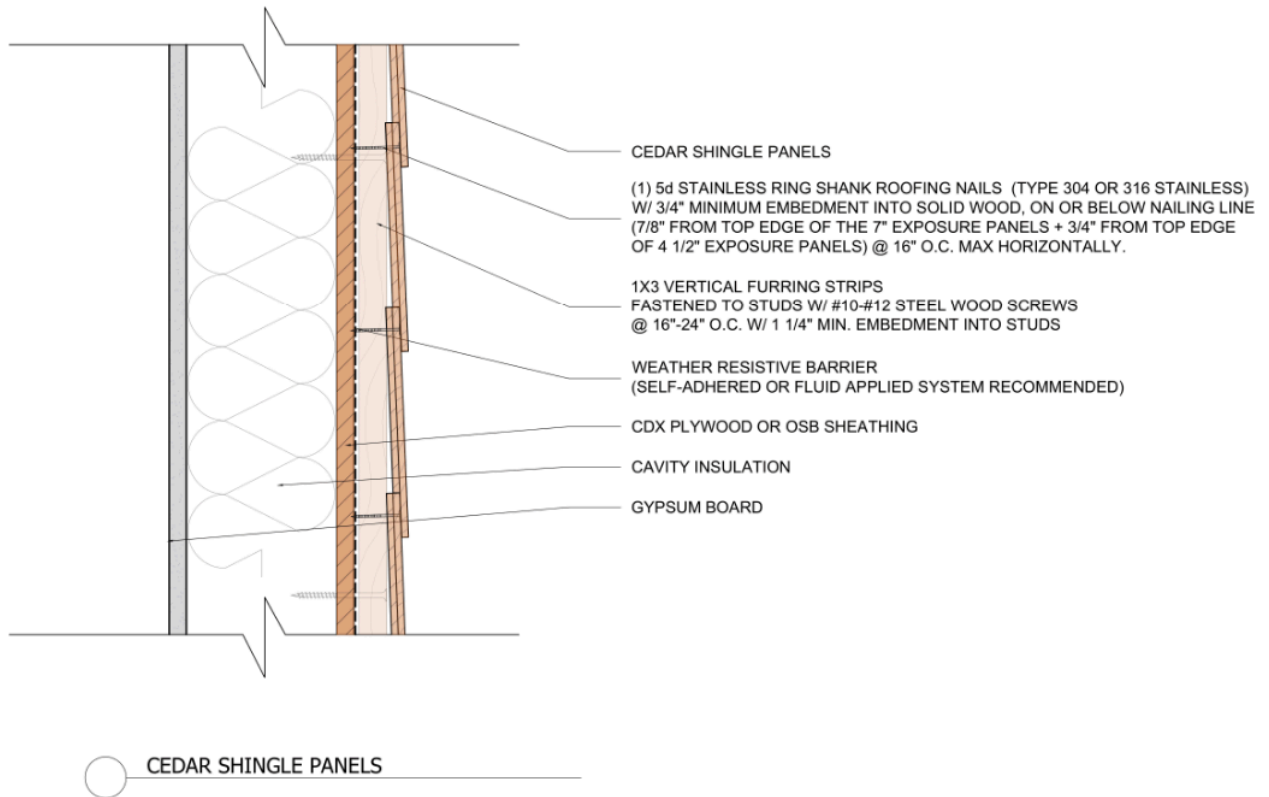 CEDAR SHINGLE PANELS
(1) 5d STAINLESS RING SHANK ROOFING NAILS (TYPE 304 OR 316 STAINLESS)
W/ 3/4" MINIMUM EMBEDMENT INTO SOLID WOOD, ON OR BELOW NAILING LINE
(7/8" FROM TOP EDGE OF THE 7" EXPOSURE PANELS + 3/4" FROM TOP EDGE
OF 4 1/2" EXPOSURE PANELS) @ 16" O.C. MAX HORIZONTALLY.
1X3 VERTICAL FURRING STRIPS
FASTENED TO STUDS W/ #10-#12 STEEL WOOD SCREWS
@ 16"-24" O.C. W/ 1 1/4" MIN. EMBEDMENT INTO STUDS
WEATHER RESISTIVE BARRIER
(SELF-ADHERED OR FLUID APPLIED SYSTEM RECOMMENDED)
CDX PLYWOOD OR OSB SHEATHING
CAVITY INSULATION
GYPSUM BOARD
CEDAR SHINGLE PANELS